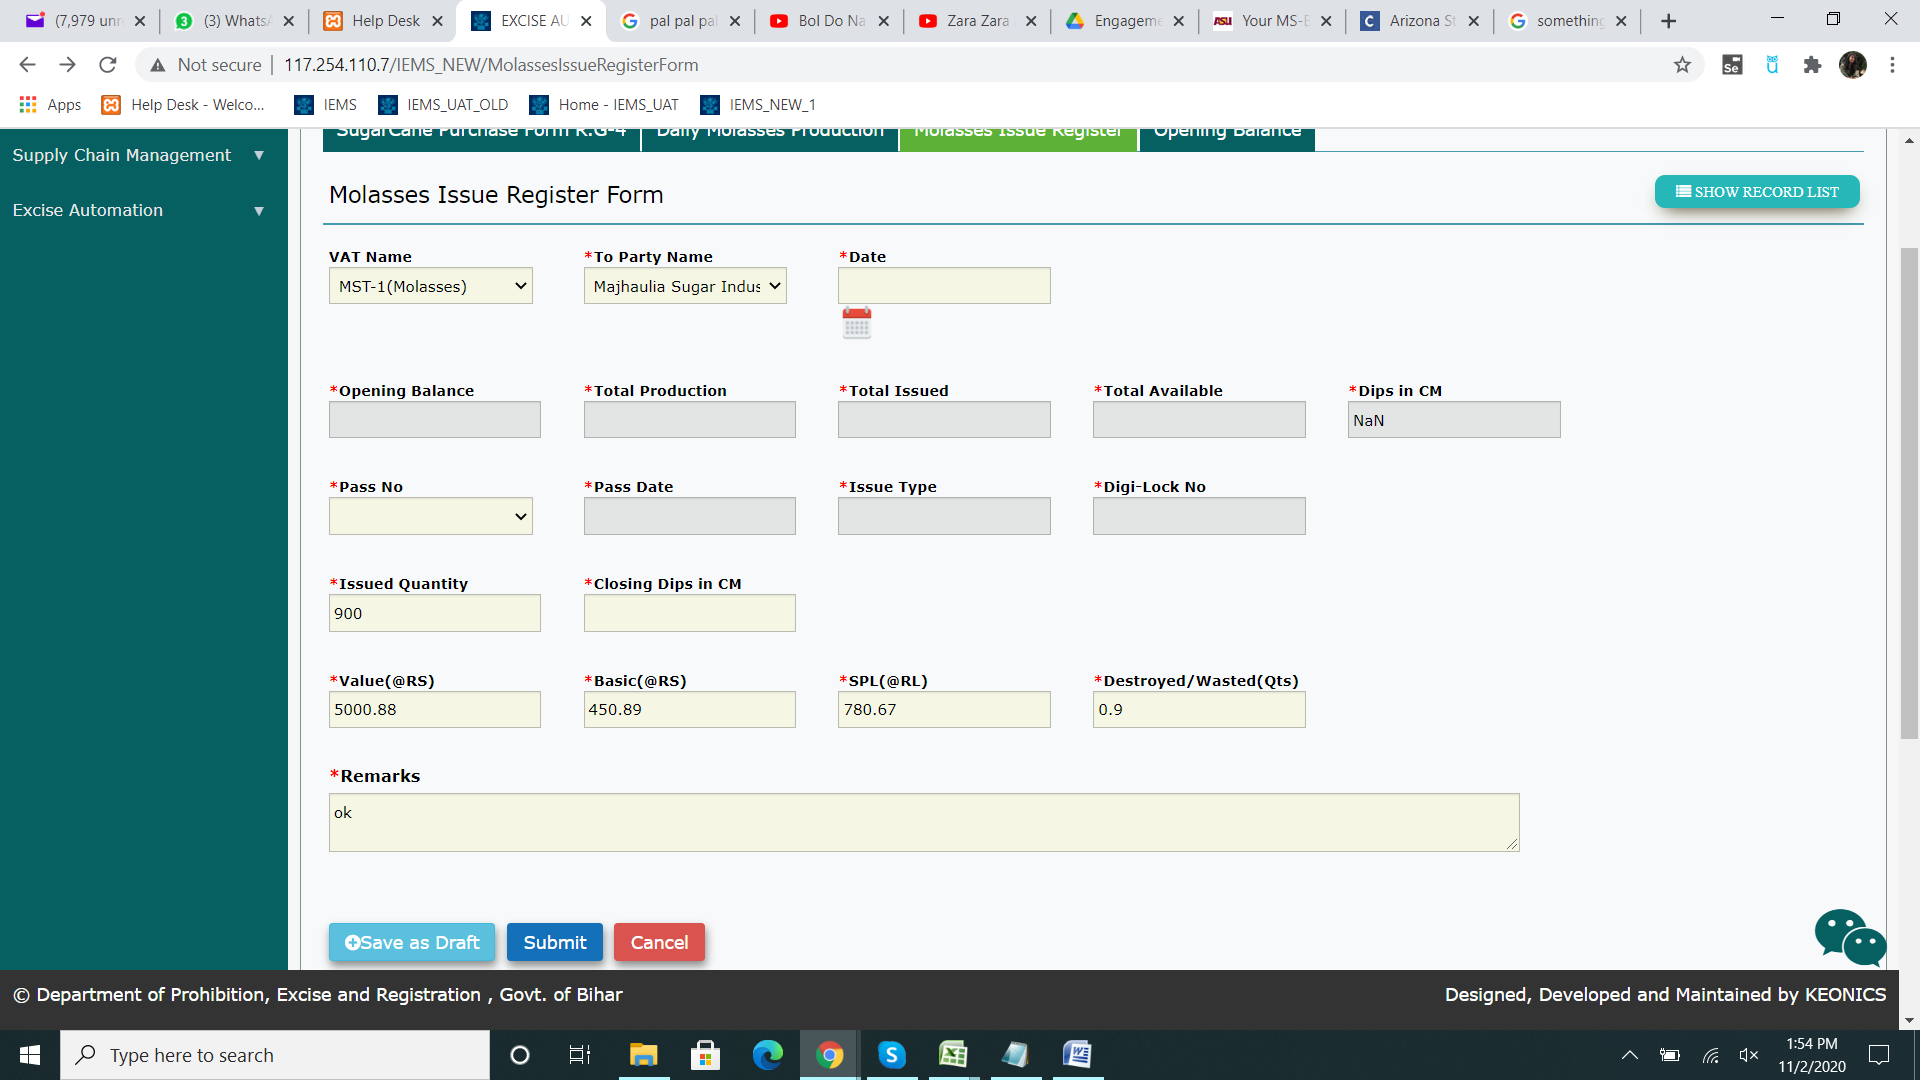 (7,979 unr
(3) Whats
Help Desk
EXCISE AU
pal pal pal
Bol Do Na
Zara Zara
Engageme
ASU Your MS-B
C Arizona St
something
Not secure | 117.254.110.7/IEMS_NEW/MolassesIssueRegisterForm
Se
Apps
Help Desk - Welco...
IEMS
IEMS_UAT_OLD
Home - IEMS_UAT
IEMS_NEW_1
SugarCane Purchase Form R.G-4
Daily Molasses Production
Molasses Issue Register
Opening Balance
Supply Chain Management
Excise Automation
Molasses Issue Register Form
SHOW RECORD LIST
VAT Name *To Party Name *Date
MST-1(Molasses) Majhaulia Sugar Indus
*Opening Balance *Total Production *Total Issued *Total Available *Dips in CM
NaN
*Pass No *Pass Date *Issue Type *Digi-Lock No
*Issued Quantity *Closing Dips in CM
900
*Value(@RS) *Basic(@RS) *SPL(@RL) *Destroyed/Wasted(Qts)
5000.88 450.89 780.67 0.9
*Remarks
ok
Save as Draft Submit Cancel
© Department of Prohibition, Excise and Registration , Govt. of Bihar
Designed, Developed and Maintained by KEONICS
Type here to search
1:54 PM
11/2/2020